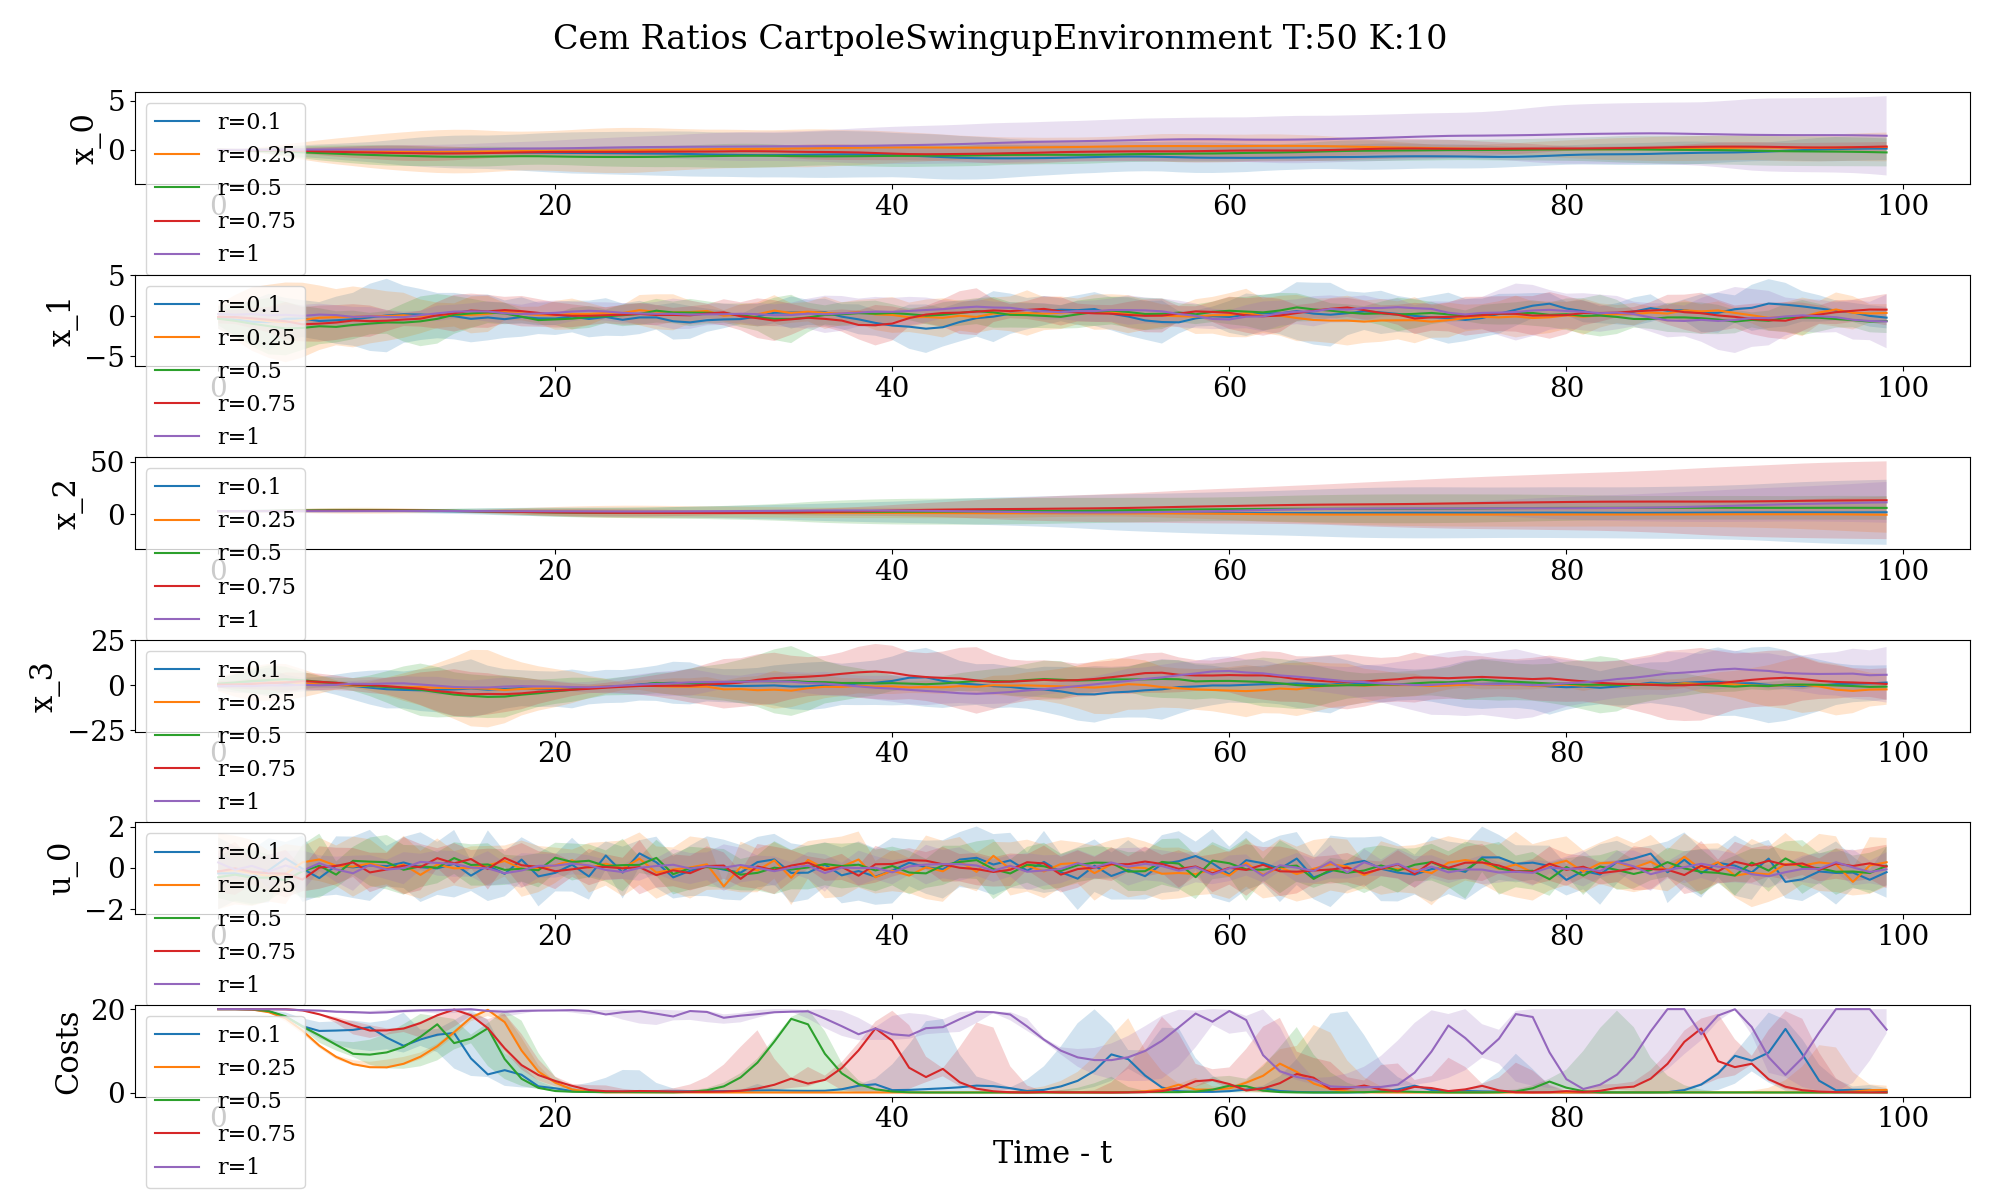 Cem Ratios CartpoleSwingupEnvironment T:50 K:10
x_0
5
0
r=0.1
r=0.25
r=0.5
r=0.75
r=1
0
20
40
60
80
100
x_1
5
0
−5
r=0.1
r=0.25
r=0.5
r=0.75
r=1
0
20
40
60
80
100
x_2
50
0
r=0.1
r=0.25
r=0.5
r=0.75
r=1
0
20
40
60
80
100
x_3
25
0
−25
r=0.1
r=0.25
r=0.5
r=0.75
r=1
0
20
40
60
80
100
u_0
2
0
−2
r=0.1
r=0.25
r=0.5
r=0.75
r=1
0
20
40
60
80
100
Costs
20
0
r=0.1
r=0.25
r=0.5
r=0.75
r=1
0
20
40
60
80
100
Time - t